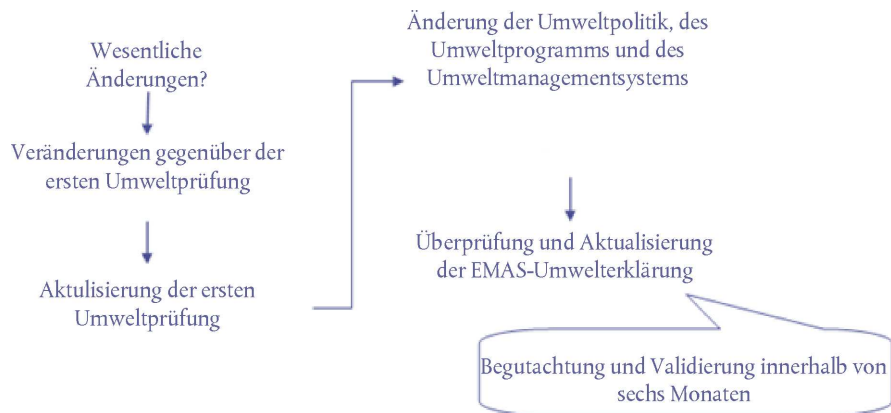 Wesentliche
Änderungen?
Veränderungen gegenüber der
ersten Umweltprüfung
Aktulisierung der ersten
Umweltprüfung
Änderung der Umweltpolitik, des
Umweltprogramms und des
Umweltmanagementsystems
Überprüfung und Aktualisierung
der EMAS-Umwelterklärung
Begutachtung und Validierung innerhalb von
sechs Monaten